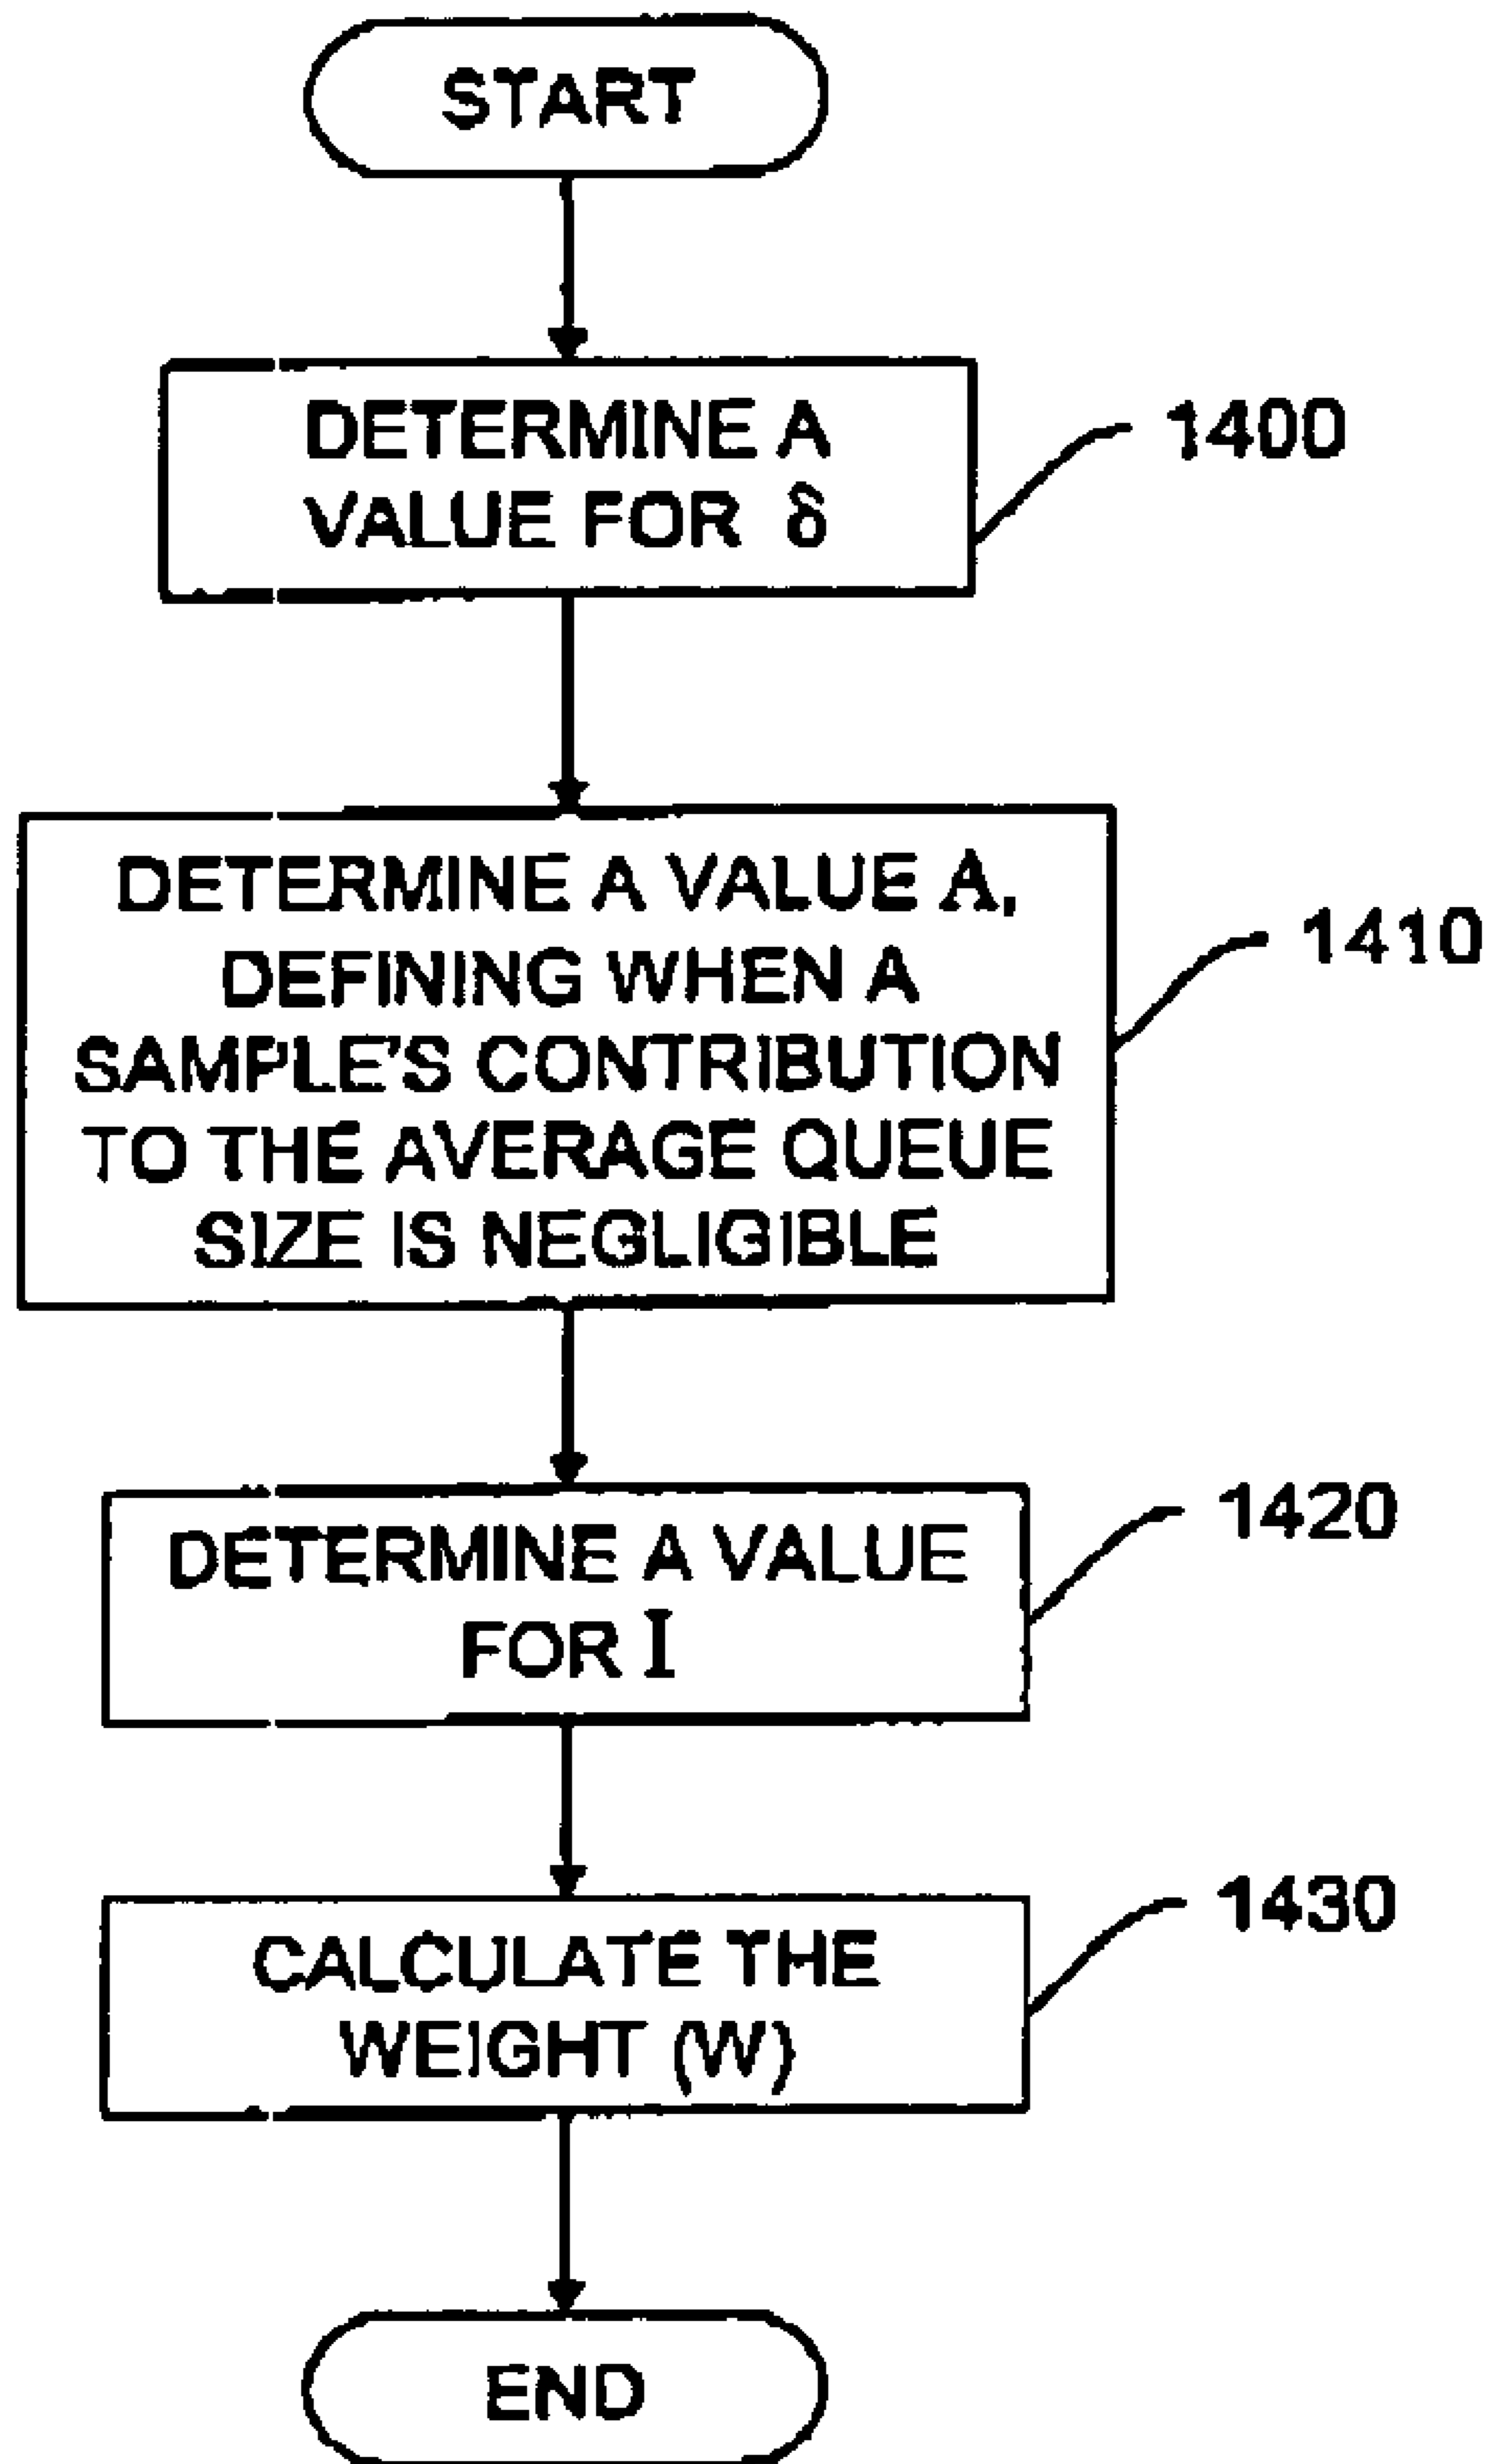 START
DETERMINE A
VALUE FOR δ
1400
DETERMINE A VALUE A,
DEFINING WHEN A
SAMPLE'S CONTRIBUTION
TO THE AVERAGE QUEUE
SIZE IS NEGLIGIBLE
1410
DETERMINE A VALUE
FOR I
1420
CALCULATE THE
WEIGHT (W)
1430
END